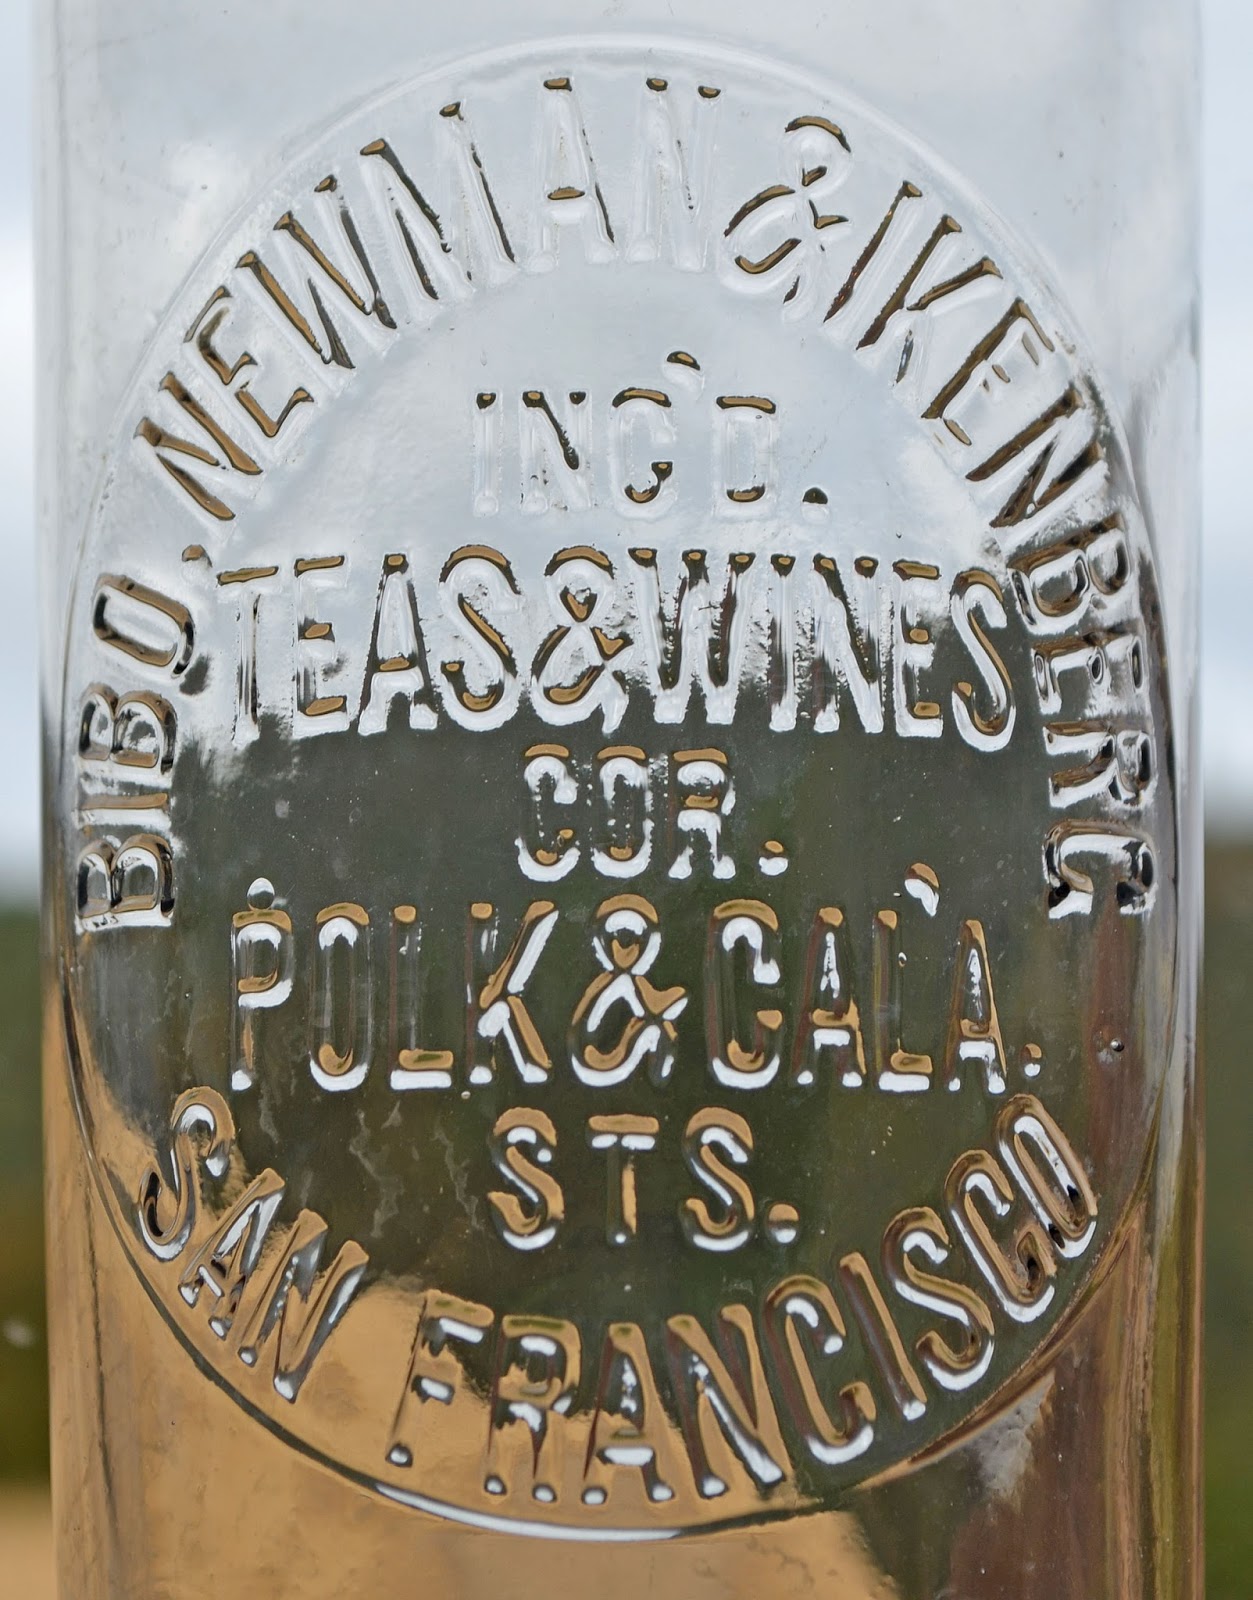 BIBO, NEWMAN & IKENBERG
INC'D.
TEAS & WINES
COR.
POLK & CAL'A.
STS.
SAN FRANCISCO